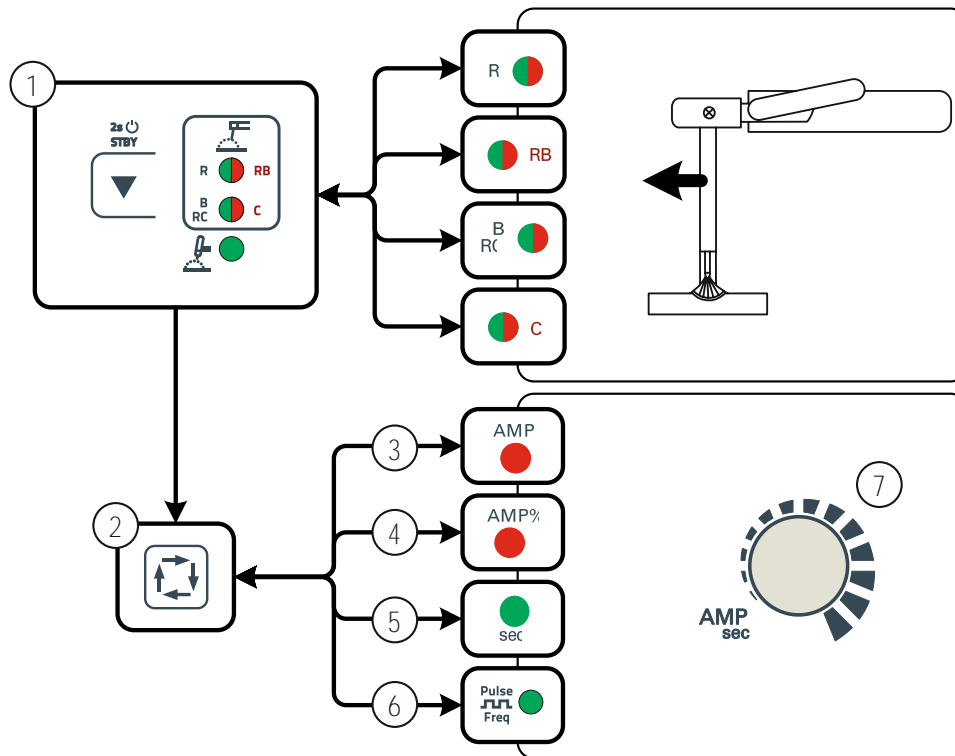 1
2s
STBY
R RB
B
RC C
R
RB
B
RC
C
2
3
AMP
4
AMP%
5
sec
6
Pulse
Freq
7
AMP
sec